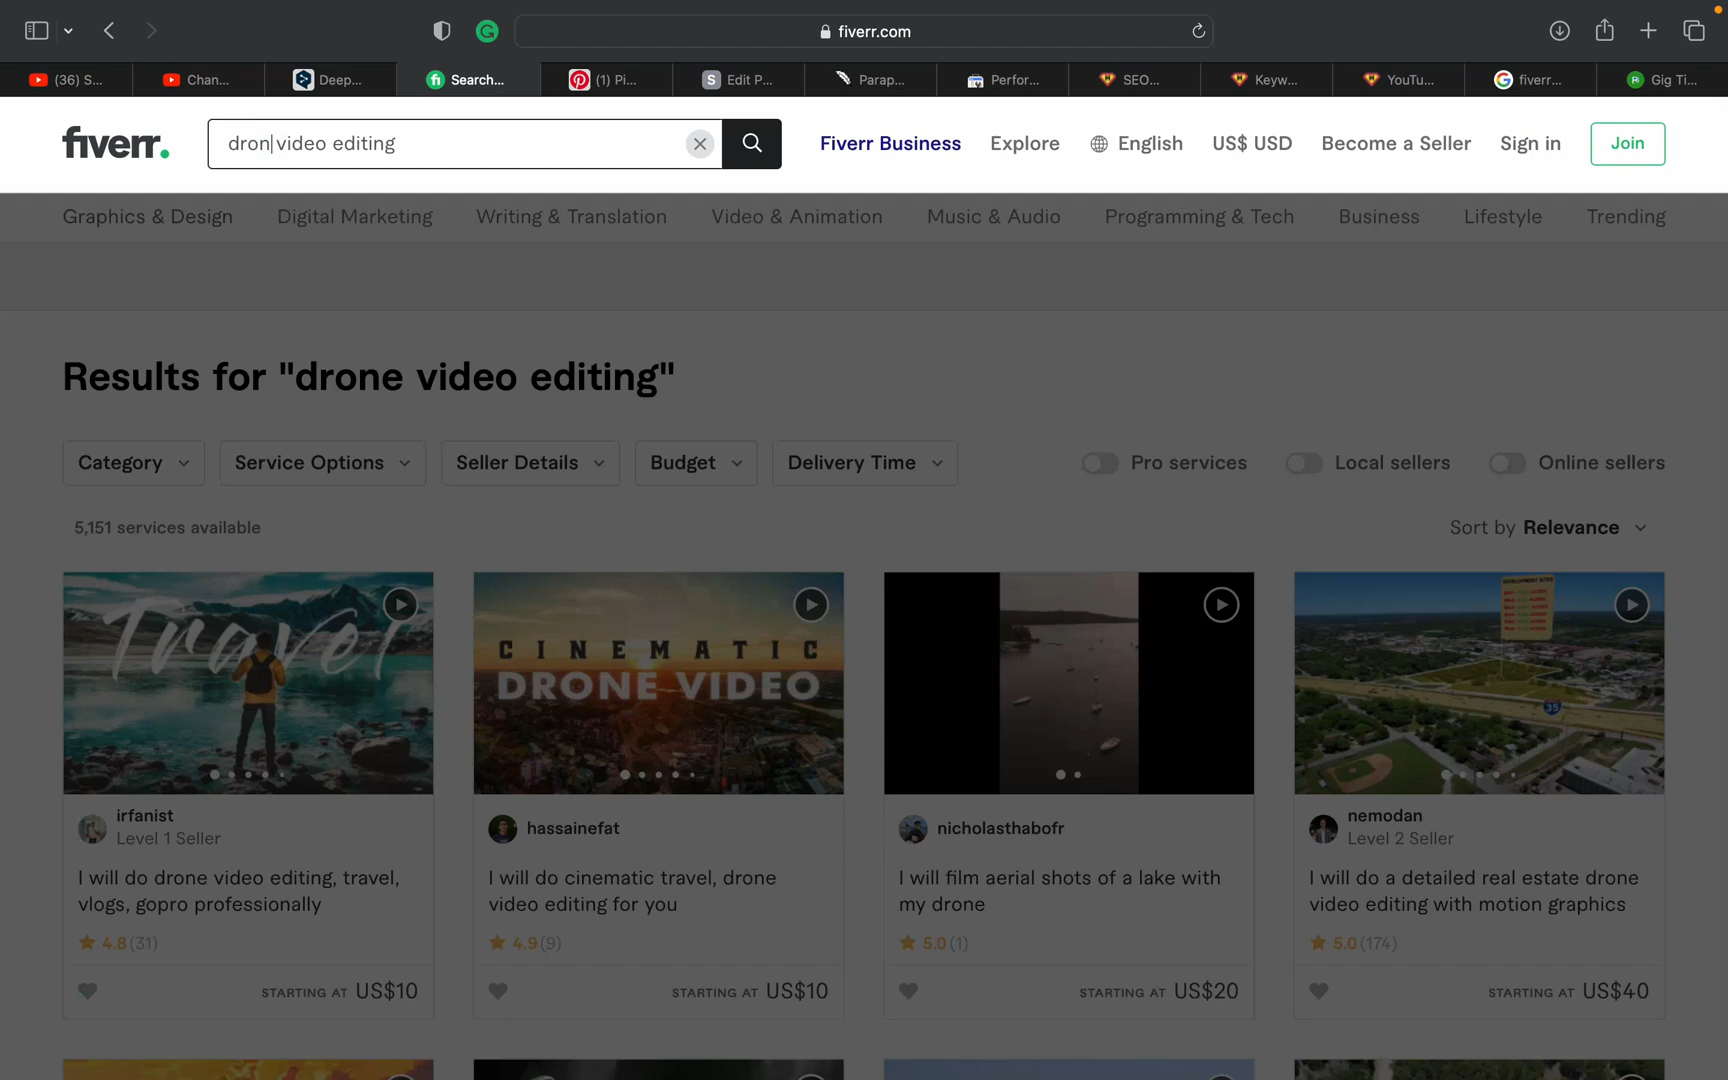 fiverr.com
(36) S...
Chan...
Deep...
Search...
(1) Pi...
Edit P...
Parap...
Perfor...
SEO...
Keyw...
YouTu...
fiverr...
Gig Ti...
fiverr.
dron video editing
Fiverr Business
Explore
English
US$ USD
Become a Seller
Sign in
Join
Graphics & Design
Digital Marketing
Writing & Translation
Video & Animation
Music & Audio
Programming & Tech
Business
Lifestyle
Trending
Results for "drone video editing"
Category
Service Options
Seller Details
Budget
Delivery Time
Pro services
Local sellers
Online sellers
5,151 services available
Sort by Relevance
Travel
irfanist
Level 1 Seller
I will do drone video editing, travel,
vlogs, gopro professionally
4.8(31)
STARTING AT US$10
CINEMATIC
DRONE VIDEO
hassainefat
I will do cinematic travel, drone
video editing for you
4.9(9)
STARTING AT US$10
nicholasthabofr
I will film aerial shots of a lake with
my drone
5.0(1)
STARTING AT US$20
DEVELOPMENT SITES
35
nemodan
Level 2 Seller
I will do a detailed real estate drone
video editing with motion graphics
5.0(174)
STARTING AT US$40